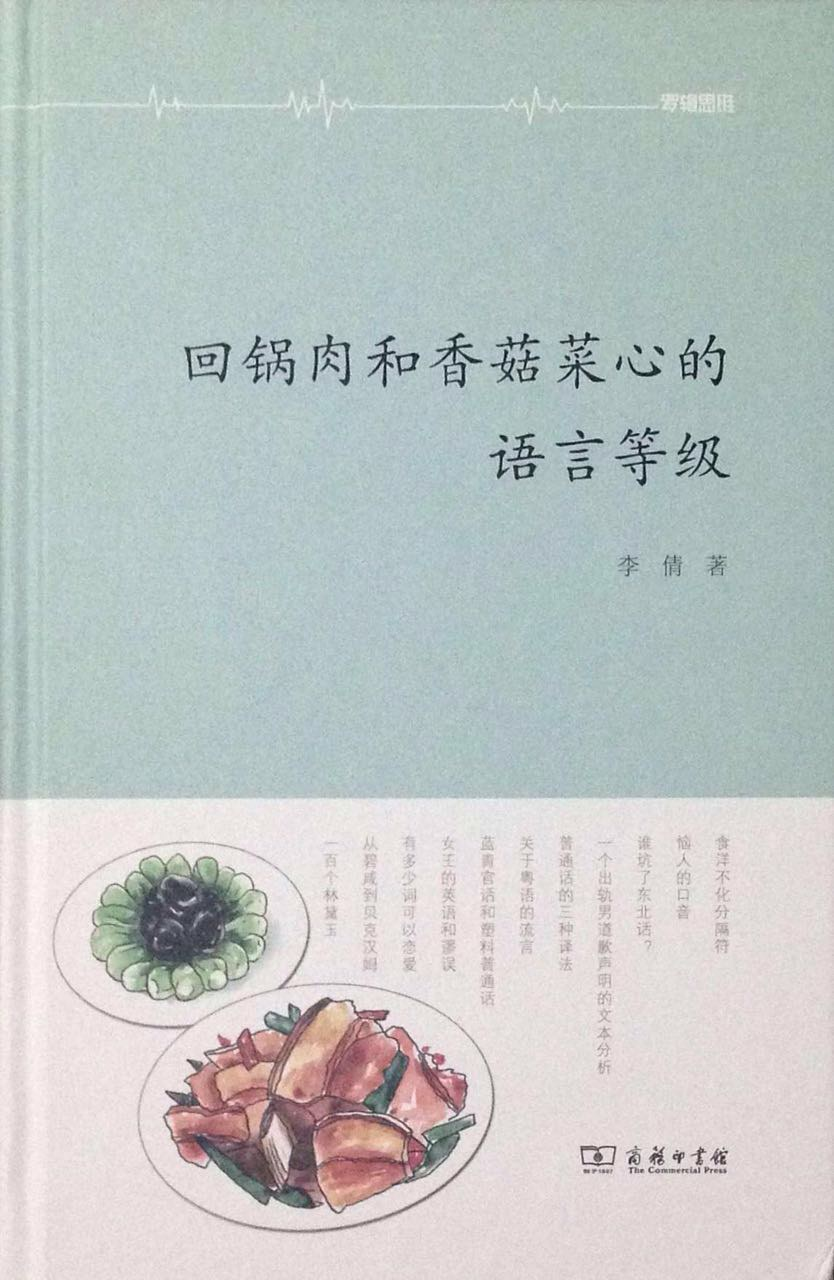 罗辑思维
回锅肉和香菇菜心的
语言等级
李倩 著
食洋不化分隔符
恼人的口音
谁坑了东北话？
一个出轨男道歉声明的文本分析
普通话的三种译法
关于粤语的流言
蓝青官话和塑料普通话
女王的英语和谬误
有多少词可以恋爱
从碧咸到贝克汉姆
一百个林黛玉
商务印书馆
The Commercial Press